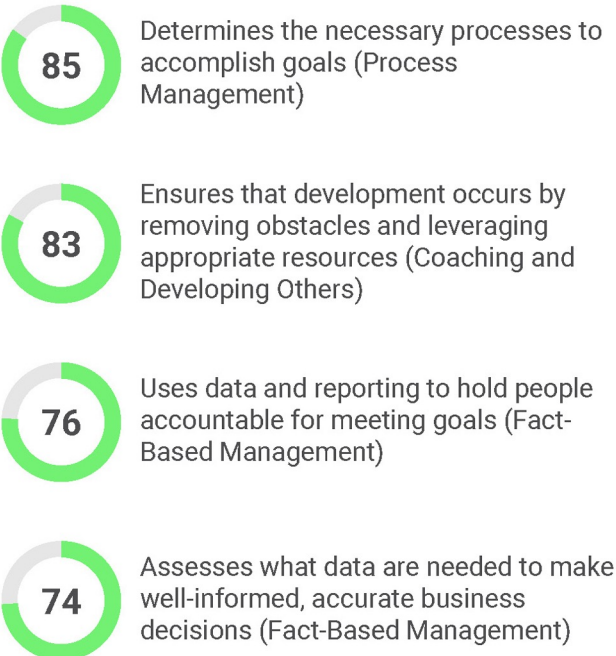 85
Determines the necessary processes to
accomplish goals (Process
Management)
83
Ensures that development occurs by
removing obstacles and leveraging
appropriate resources (Coaching and
Developing Others)
76
Uses data and reporting to hold people
accountable for meeting goals (Fact-
Based Management)
74
Assesses what data are needed to make
well-informed, accurate business
decisions (Fact-Based Management)